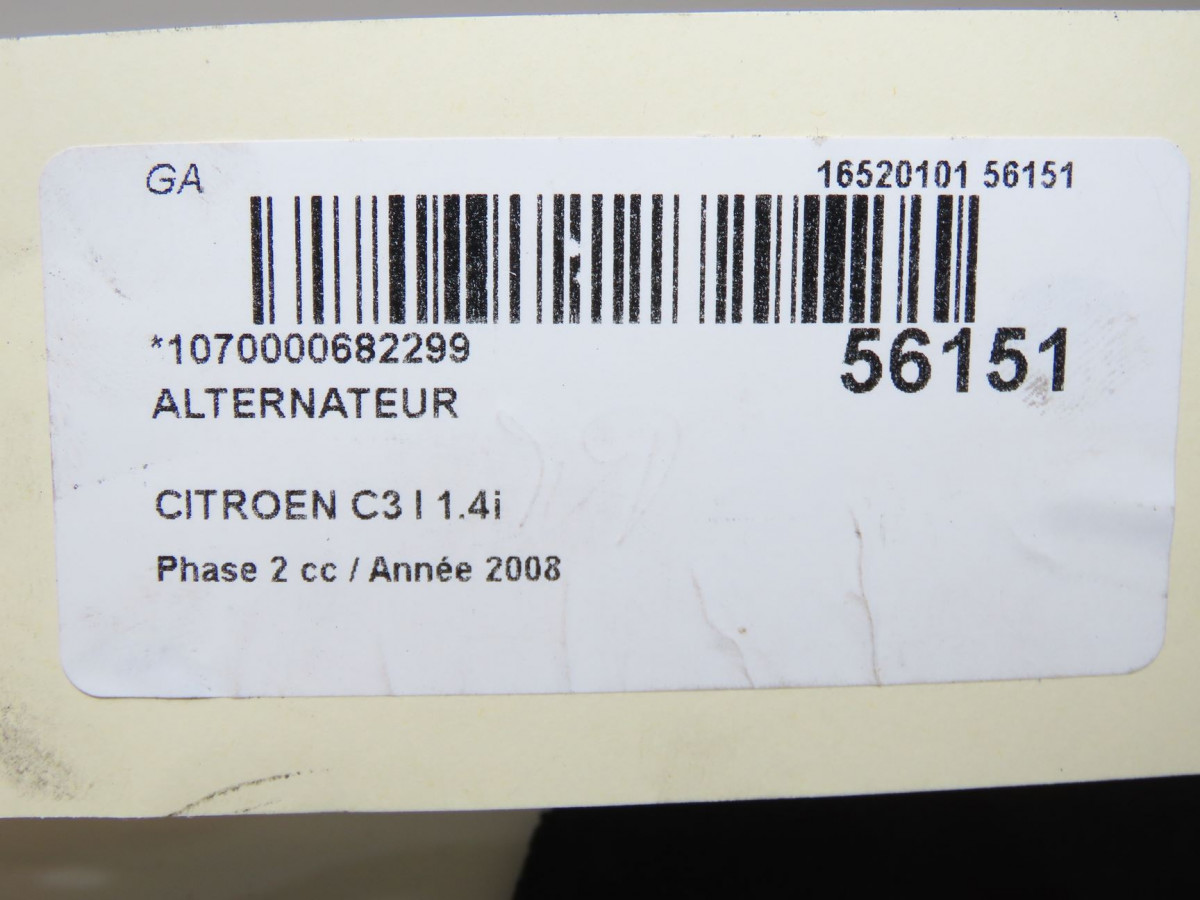 GA 16520101 56151
*1070000682299 56151
ALTERNATEUR
CITROEN C3 I 1.4i
Phase 2 cc / Année 2008